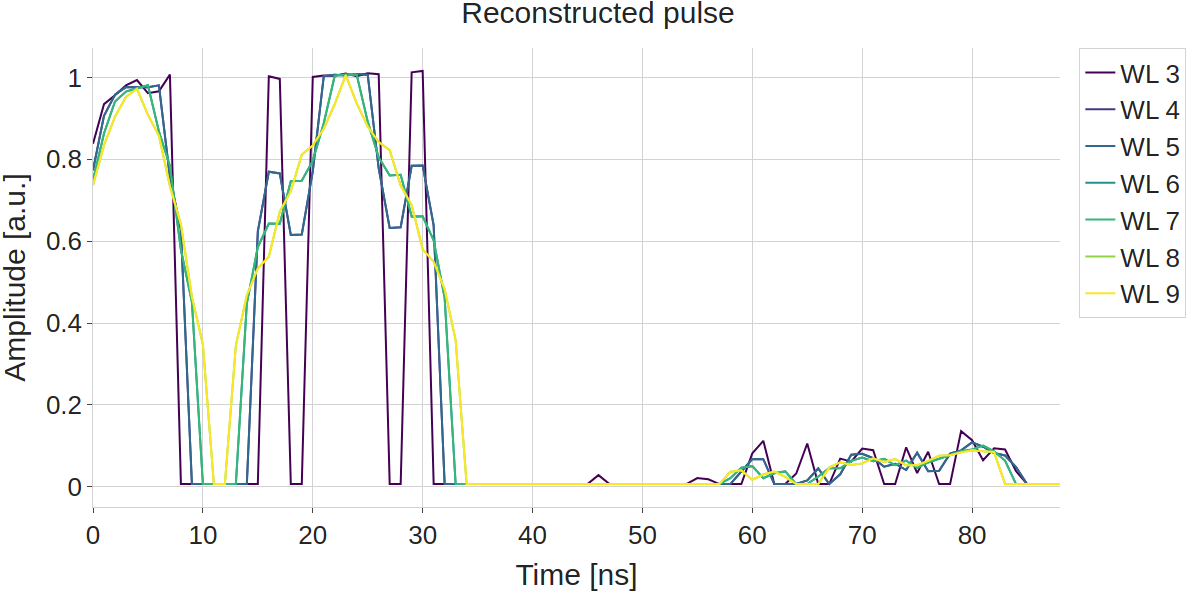 Reconstructed pulse
Amplitude [a.u.]
1
0.8
0.6
0.4
0.2
0
0 10 20 30 40 50 60 70 80
Time [ns]
WL 3
WL 4
WL 5
WL 6
WL 7
WL 8
WL 9